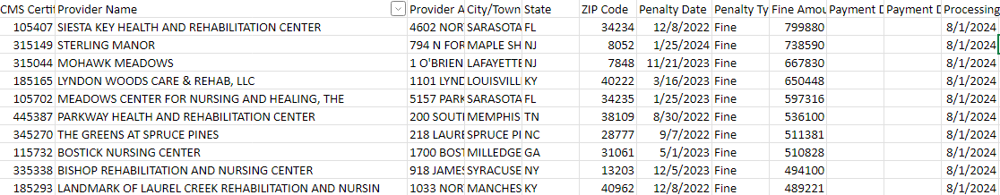 CMS Certif Provider Name Provider A City/Town State ZIP Code Penalty Date Penalty Ty Fine Amou Payment D Payment D Processing
105407 SIESTA KEY HEALTH AND REHABILITATION CENTER 4602 NOR SARASOTA FL 34234 12/8/2022 Fine 799880 8/1/2024
315149 STERLING MANOR 794 N FOR MAPLE SH NJ 8052 1/25/2024 Fine 738590 8/1/2024
315044 MOHAWK MEADOWS 1 O'BRIEN LAFAYETTE NJ 7848 11/21/2023 Fine 667830 8/1/2024
185165 LYNDON WOODS CARE & REHAB, LLC 1101 LYND LOUISVILL KY 40222 3/16/2023 Fine 650448 8/1/2024
105702 MEADOWS CENTER FOR NURSING AND HEALING, THE 5157 PARK SARASOTA FL 34235 1/25/2023 Fine 597316 8/1/2024
445387 PARKWAY HEALTH AND REHABILITATION CENTER 200 SOUTH MEMPHIS TN 38109 8/30/2022 Fine 536100 8/1/2024
345270 THE GREENS AT SPRUCE PINES 218 LAURE SPRUCE PI NC 28777 9/7/2022 Fine 511381 8/1/2024
115732 BOSTICK NURSING CENTER 1700 BOST MILLEDGE GA 31061 5/1/2023 Fine 510828 8/1/2024
335338 BISHOP REHABILITATION AND NURSING CENTER 918 JAMES SYRACUSE NY 13203 12/5/2023 Fine 494100 8/1/2024
185293 LANDMARK OF LAUREL CREEK REHABILITATION AND NURSIN 1033 NOR MANCHES KY 40962 12/8/2022 Fine 489221 8/1/2024